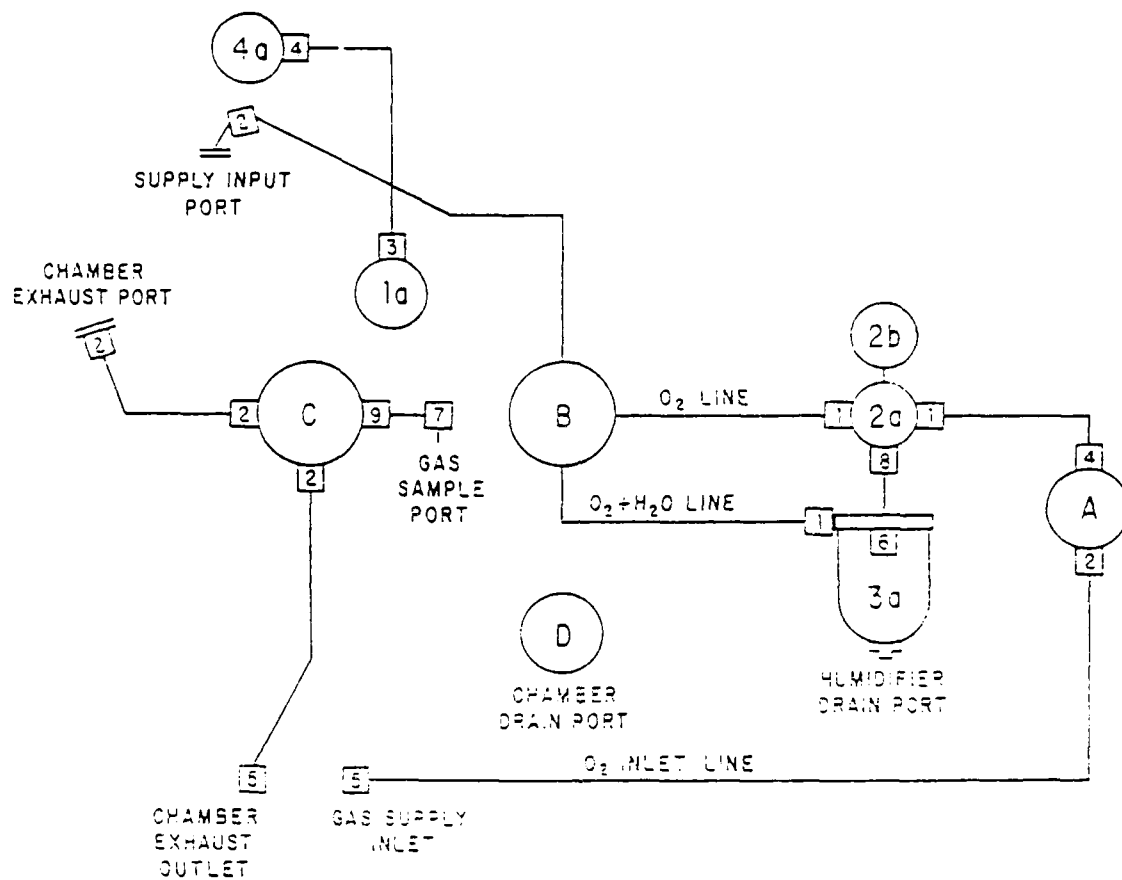 4a 4
2
SUPPLY INPUT
PORT
3
1a
CHAMBER
EXHAUST PORT
2
2 C 9 7
2
GAS
SAMPLE
PORT
2b
B
O₂ LINE
1 2a 1
8
4
A
2
O₂+H₂O LINE
1
6
3a
HUMIDIFIER
DRAIN PORT
D
CHAMBER
DRAIN PORT
O₂ INLET LINE
5
CHAMBER
EXHAUST
OUTLET
5
GAS SUPPLY
INLET